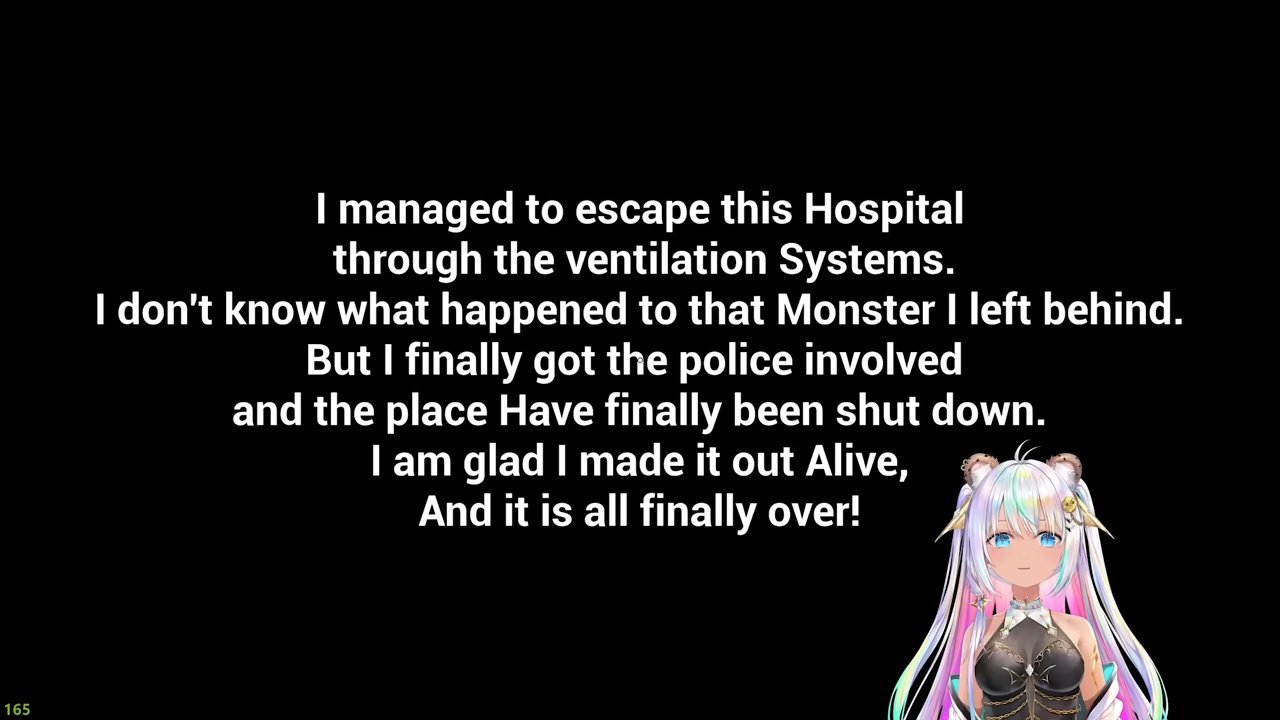 I managed to escape this Hospital
through the ventilation Systems.
I don't know what happened to that Monster I left behind.
But I finally got the police involved
and the place Have finally been shut down.
I am glad I made it out Alive,
And it is all finally over!
165